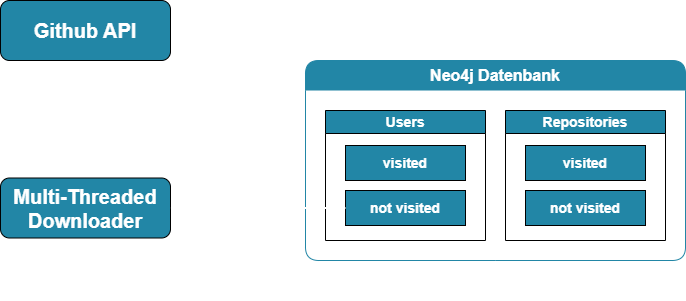 Github API
Neo4j Datenbank
Users
Repositories
visited
visited
Multi-Threaded
Downloader
not visited
not visited